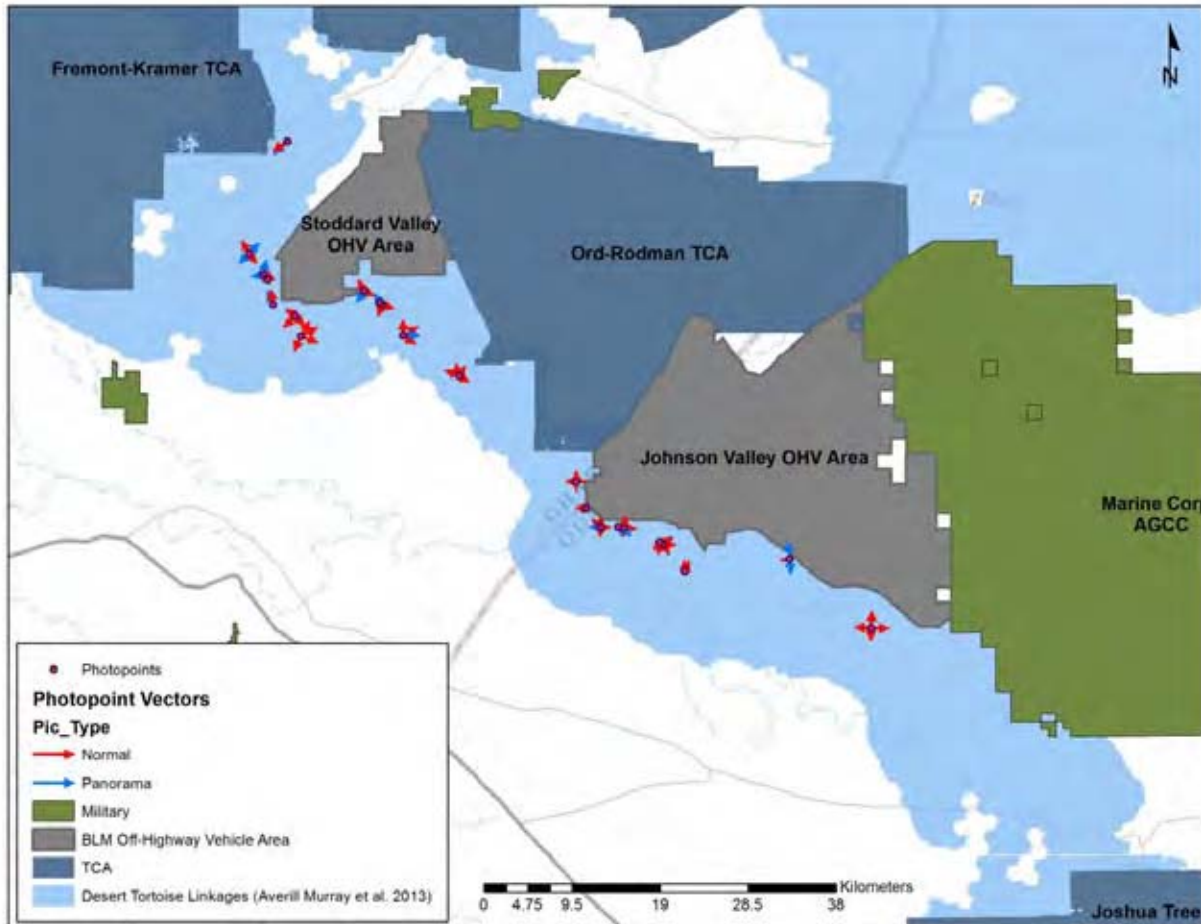 Fremont-Kramer TCA
N
Stoddard Valley
OHV Area
Ord-Rodman TCA
Johnson Valley OHV Area
Marine Corp
AGCC
Photopoints
Photopoint Vectors
Pic_Type
Normal
Panorama
Military
BLM Off-Highway Vehicle Area
TCA
Desert Tortoise Linkages (Averill Murray et al. 2013)
Kilometers
0 4.75 9.5 19 28.5 38
Joshua Tree